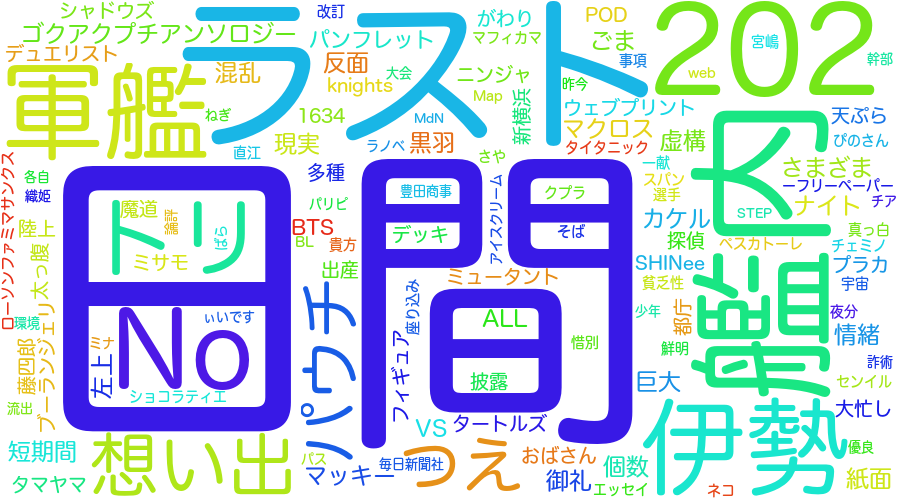 シャドウズ
改訂
ラスト
がわり
POD
202
ゴクアクプチアンソロジー
パンフレット
マフィカマ
ごま
宮嶋
幹部
デュエリスト
軍艦
混乱
反面
knights
大会
ニンジャ
昨今
事項
web
ねぎ
1634
MdN
Map
新横浜
ウェブプリント
天ぷら
直江
現実
ラノベ
黒羽
マクロス
タイタニック
虚構
艦内
ぴのさん
各自
織姫
多種
豊田商事
さや
クプラ
一献
スパン
選手
さまざま
ーフリーペーパー
チア
ローソンファミマサンクス
魔道
論評
パリピ
アイスクリーム
カケル
ナイト
STEP
陸上
トリ
ばら
BTS
BL
貴方
デッキ
そば
探偵
ペスカトーレ
真っ白
チェミノ
太っ腹
ミサモ
日間
出産
ミュータント
SHINee
貧乏性
プラカ
宇宙
環境
ブーランジェリ
No
ぃいです
パウチ
座り込み
ALL
少年
都庁
夜分
藤四郎
ミナ
左上
フィギュア
惜別
鮮明
情緒
詐術
流出
ショコラティエ
披露
巨大
センイル
VS
タートルズ
伊勢
大忙し
短期間
想い出
パス
つえ
おばさん
優良
タマヤマ
マッキー
毎日新聞社
御礼
個数
エッセイ
ネコ
紙面